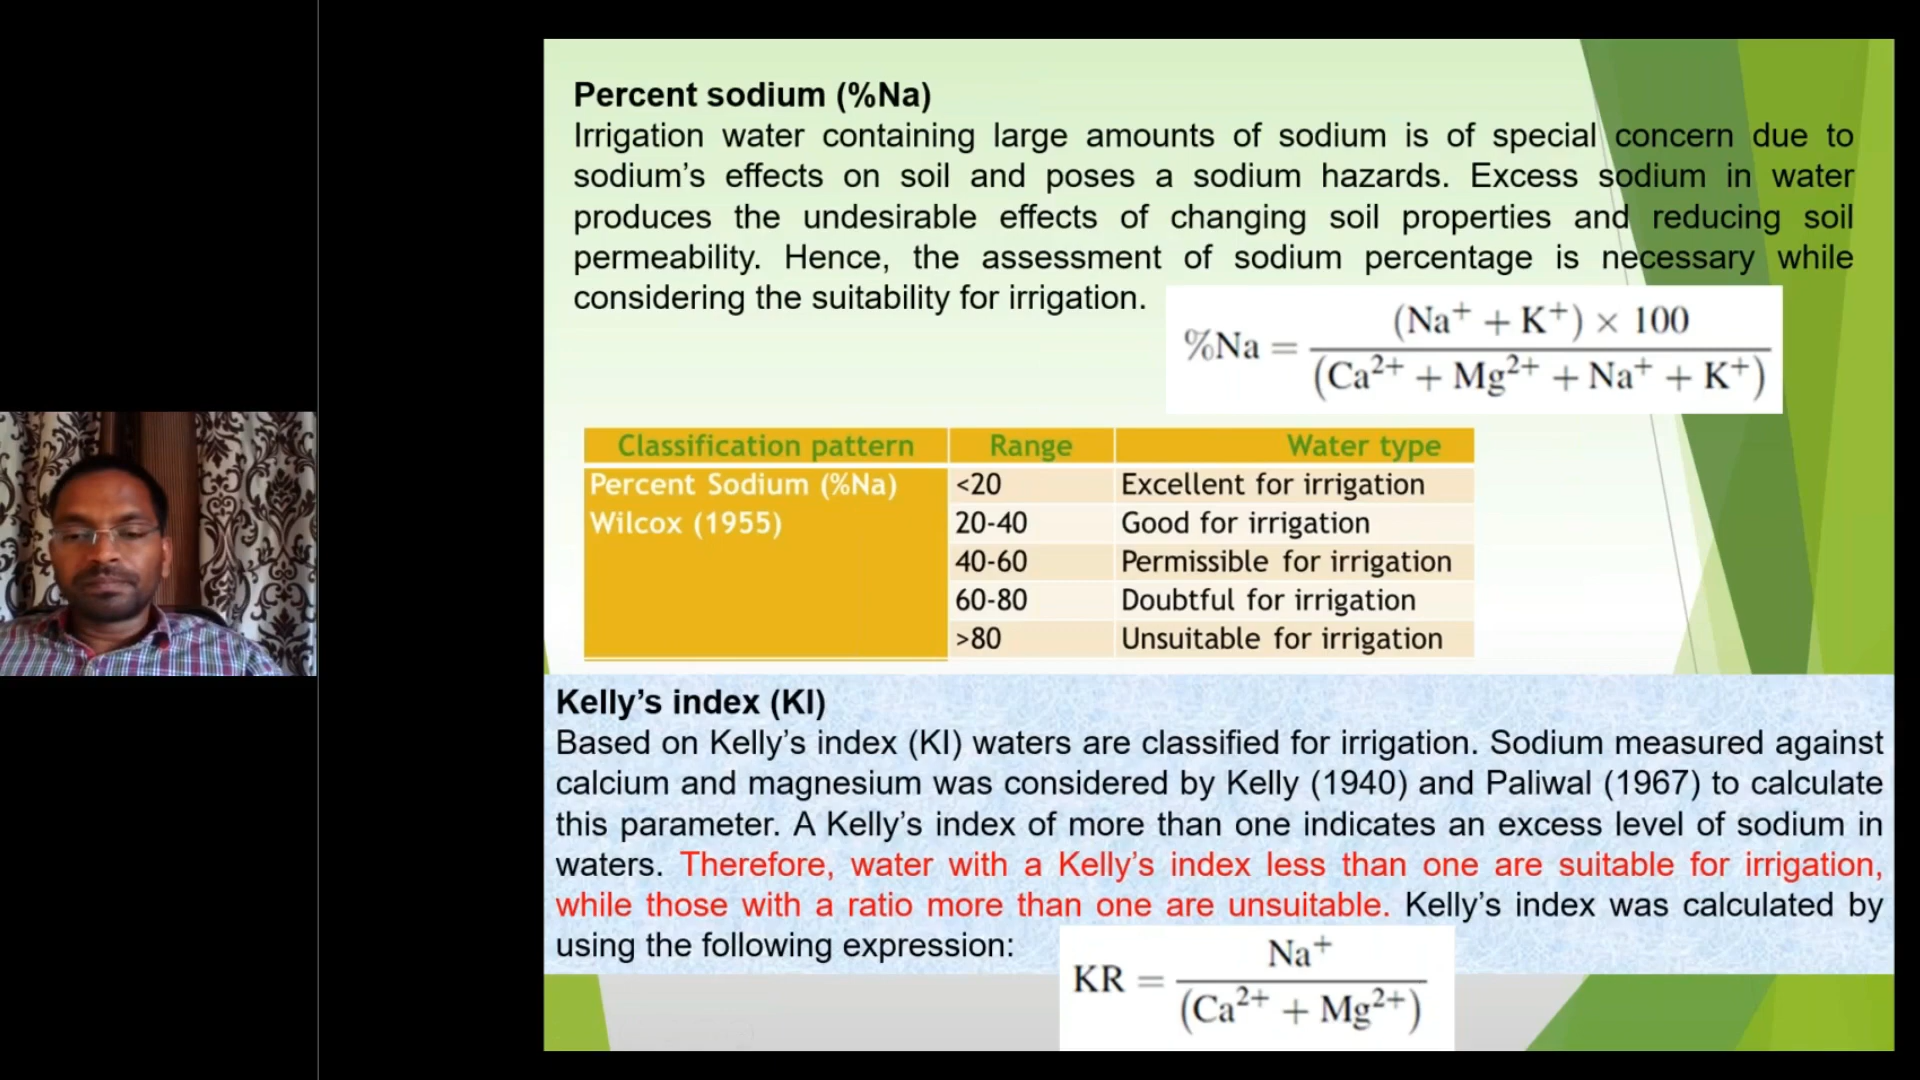 Percent sodium (%Na)
Irrigation water containing large amounts of sodium is of special concern due to
sodium’s effects on soil and poses a sodium hazards. Excess sodium in water
produces the undesirable effects of changing soil properties and reducing soil
permeability. Hence, the assessment of sodium percentage is necessary while
considering the suitability for irrigation.
%Na = (Na⁺ + K⁺) × 100 / (Ca²⁺ + Mg²⁺ + Na⁺ + K⁺)
Classification pattern Range Water type
Percent Sodium (%Na) <20 Excellent for irrigation
Wilcox (1955) 20-40 Good for irrigation
40-60 Permissible for irrigation
60-80 Doubtful for irrigation
>80 Unsuitable for irrigation
Kelly’s index (KI)
Based on Kelly’s index (KI) waters are classified for irrigation. Sodium measured against
calcium and magnesium was considered by Kelly (1940) and Paliwal (1967) to calculate
this parameter. A Kelly’s index of more than one indicates an excess level of sodium in
waters. Therefore, water with a Kelly’s index less than one are suitable for irrigation,
while those with a ratio more than one are unsuitable. Kelly’s index was calculated by
using the following expression:
KR = Na⁺ / (Ca²⁺ + Mg²⁺)